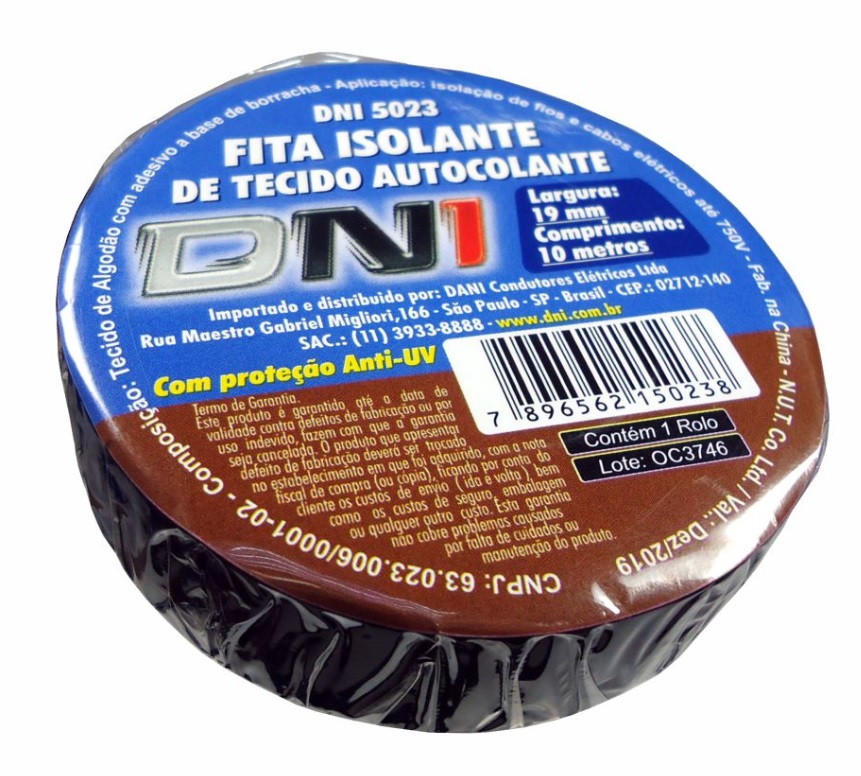 Composição: Tecido de Algodão com adesivo a base de borracha - Aplicação: isolação de fios e cabos elétricos até 750V - Fab. na China - N.U.T. Co. Ltd. / Val.: Dez/2019
DNI 5023
FITA ISOLANTE
DE TECIDO AUTOCOLANTE
DNI
Largura:
19 mm
Comprimento:
10 metros
Importado e distribuido por: DANI Condutores Elétricos Ltda
Rua Maestro Gabriel Migliori,166 - São Paulo - SP - Brasil - CEP.: 02712-140
SAC.: (11) 3933-8888 - www.dni.com.br
Com proteção Anti-UV
7 896562 150238
Contém 1 Rolo
Lote: OC3746
Termo de Garantia.
Este produto é garantido até a data de
validade contra defeitos de fabricação ou por
uso indevido, fazem com que a garantia
seja cancelada. O produto que apresentar
defeito de fabricação deverá ser trocado
no estabelecimento em que foi adquirido, com a nota
fiscal de compra (ou cópia), ficando por conta do
cliente os custos de envio (ida e volta), bem
como os custos de seguro, embalagem
ou qualquer outro custo. Esta garantia
não cobre problemas causados
por falta de cuidados ou
manutenção do produto.
CNPJ: 63.023.006/0001-02 -